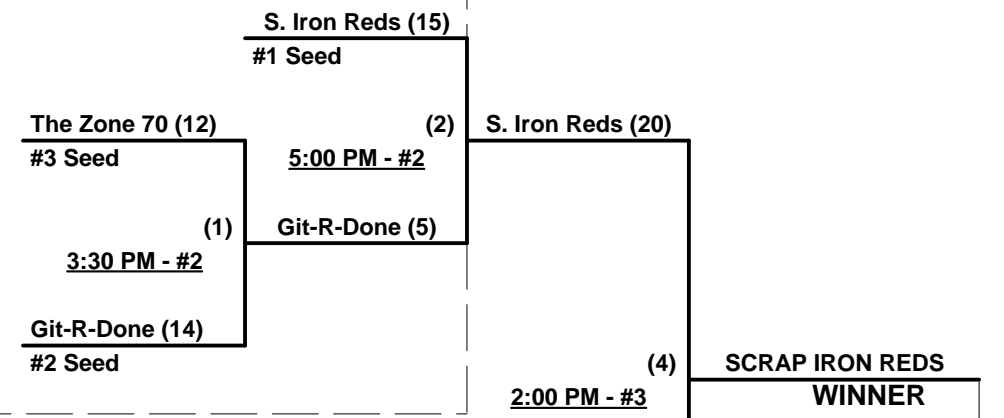 S. Iron Reds (15)
#1 Seed
The Zone 70 (12)
#3 Seed
(2)
5:00 PM - #2
S. Iron Reds (20)
(1)
3:30 PM - #2
Git-R-Done (5)
Git-R-Done (14)
#2 Seed
(4)
2:00 PM - #3
SCRAP IRON REDS
WINNER